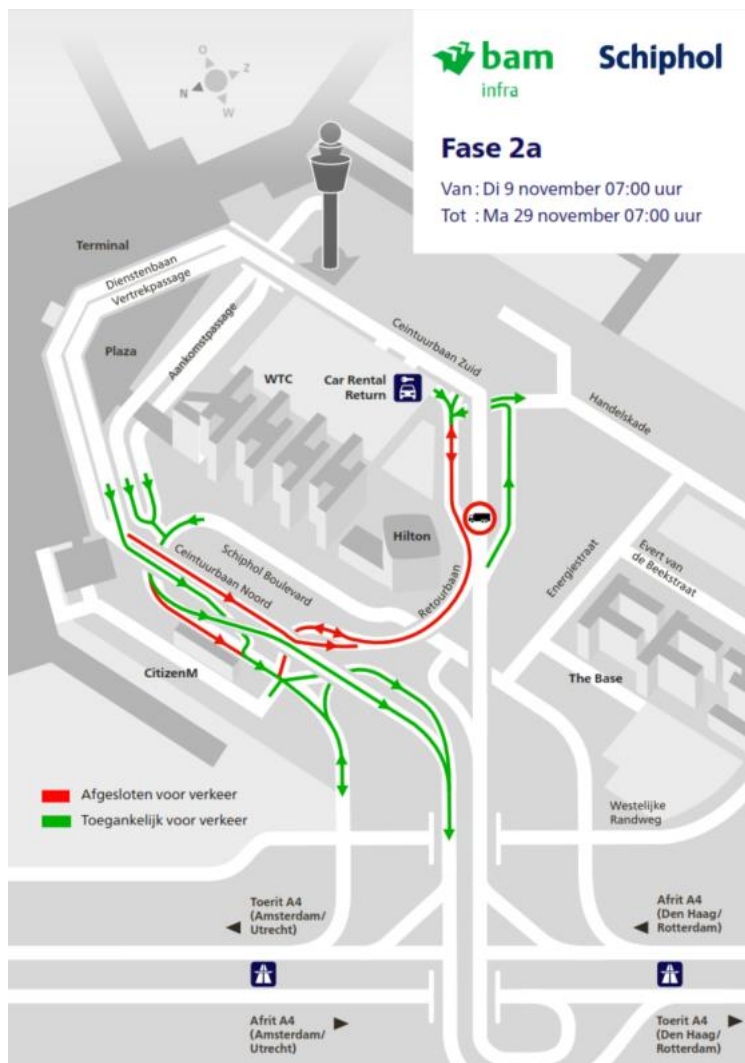 bam
infra
Schiphol
Fase 2a
Van : Di 9 november 07:00 uur
Tot : Ma 29 november 07:00 uur
O
Z
N
W
Terminal
Dienstenbaan
Vertrekpassage
Plaza
Aankomstpassage
Ceintuurbaan Zuid
WTC
Car Rental
Return
Handelskade
Hilton
Schiphol Boulevard
Ceintuurbaan Noord
Retourbaan
Energiestraat
Evert van
de Beekstraat
CitizenM
The Base
Afgesloten voor verkeer
Toegankelijk voor verkeer
Westelijke
Randweg
Toerit A4
(Amsterdam/
Utrecht)
Afrit A4
(Den Haag/
Rotterdam)
Afrit A4
(Amsterdam/
Utrecht)
Toerit A4
(Den Haag/
Rotterdam)